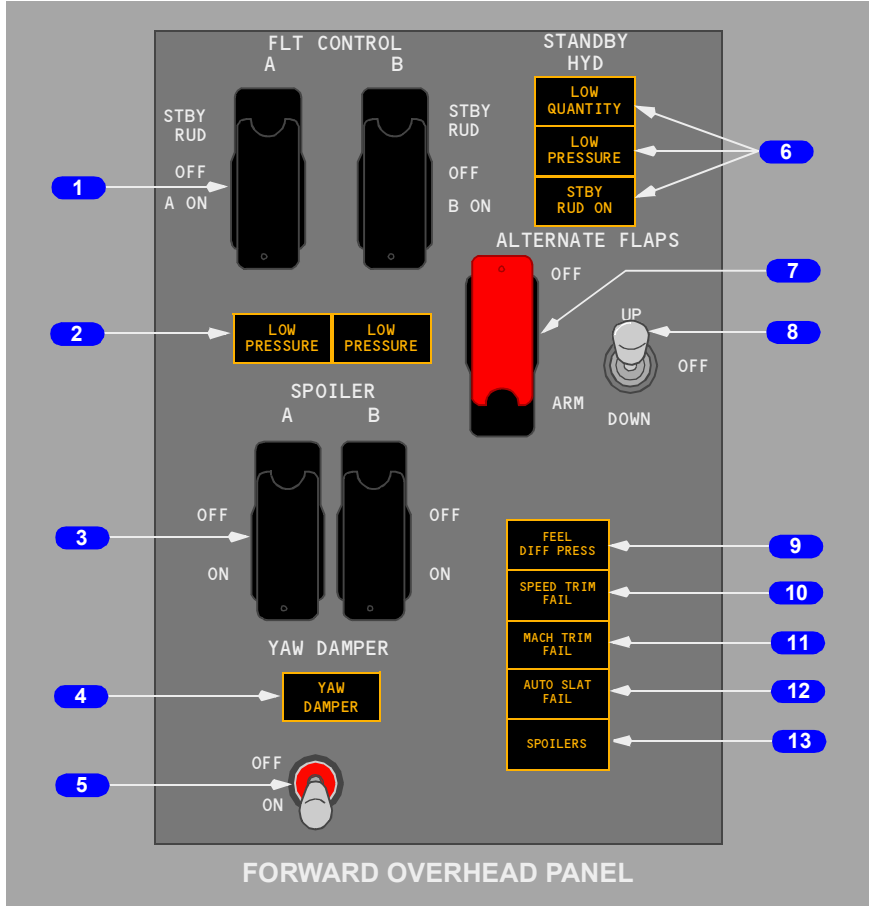 FLT CONTROL
A
B
STANDBY
HYD
LOW
QUANTITY
LOW
PRESSURE
STBY
RUD ON
6
STBY
RUD
OFF
A ON
1
STBY
RUD
OFF
B ON
ALTERNATE FLAPS
OFF
ARM
7
UP
OFF
DOWN
8
2
LOW
PRESSURE
LOW
PRESSURE
SPOILER
A
B
OFF
ON
3
OFF
ON
FEEL
DIFF PRESS
9
SPEED TRIM
FAIL
10
MACH TRIM
FAIL
11
AUTO SLAT
FAIL
12
SPOILERS
13
YAW DAMPER
YAW
DAMPER
4
OFF
ON
5
FORWARD OVERHEAD PANEL